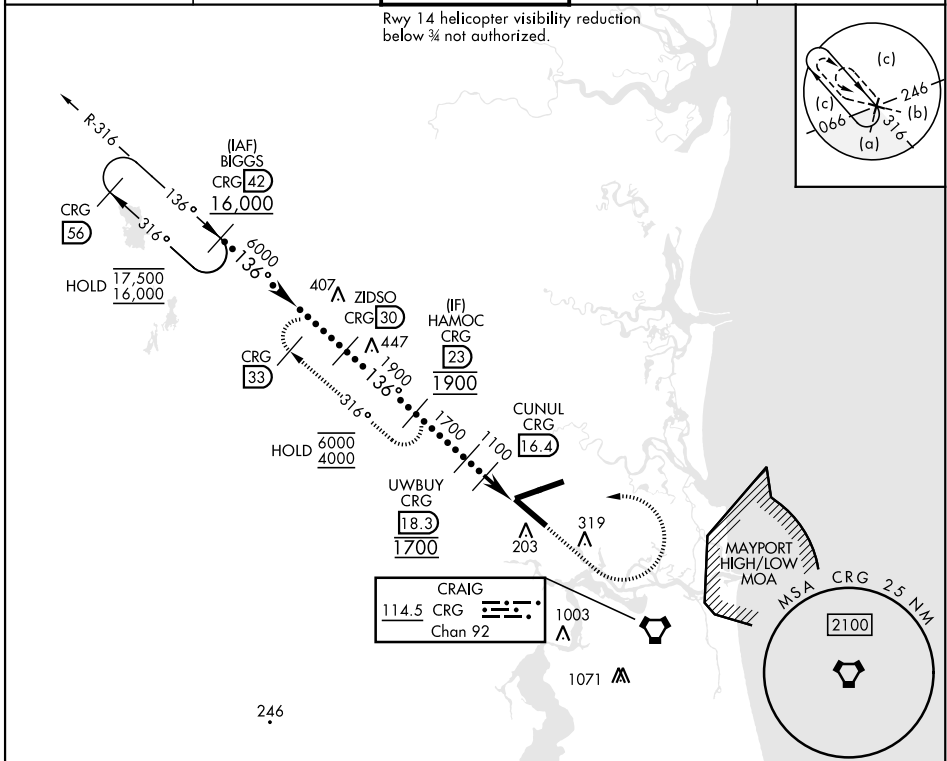 Rwy 14 helicopter visibility reduction
below ¾ not authorized.
(c)
246
(c)
(b)
066
316
(a)
R-316
(IAF)
BIGGS
CRG 42
16,000
136°
CRG
56
316°
6000
136°
HOLD 17,500
16,000
407
ZIDSO
CRG 30
447
(IF)
HAMOC
CRG
23
1900
CRG
33
1900
136°
316°
1700
1100
CUNUL
CRG
16.4
HOLD 6000
4000
UWBUY
CRG
18.3
1700
203
319
MAYPORT
HIGH/LOW
MOA
CRAIG
114.5 CRG
Chan 92
1003
1071
MSA CRG 25 NM
2100
246